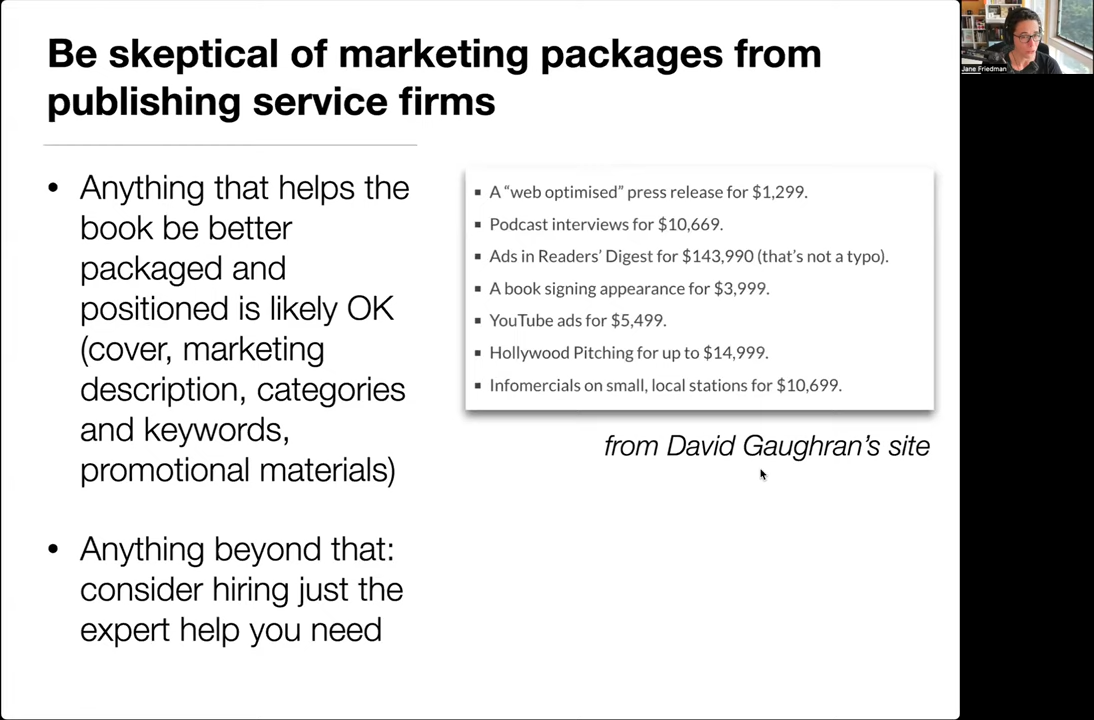 Be skeptical of marketing packages from
publishing service firms
• Anything that helps the
book be better
packaged and
positioned is likely OK
(cover, marketing
description, categories
and keywords,
promotional materials)
• Anything beyond that:
consider hiring just the
expert help you need
▪ A “web optimised” press release for $1,299.
▪ Podcast interviews for $10,669.
▪ Ads in Readers’ Digest for $143,990 (that’s not a typo).
▪ A book signing appearance for $3,999.
▪ YouTube ads for $5,499.
▪ Hollywood Pitching for up to $14,999.
▪ Infomercials on small, local stations for $10,699.
from David Gaughran’s site
Jane Friedman